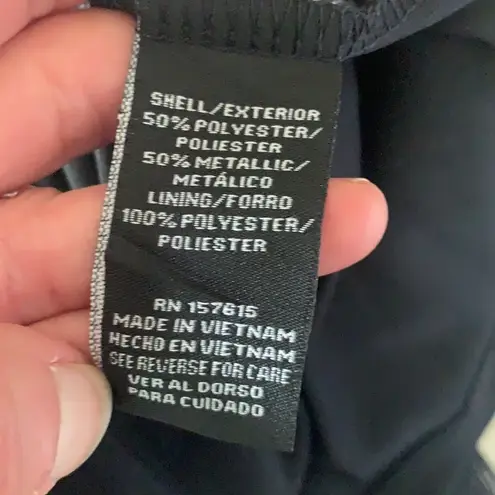 SHELL/EXTERIOR
50% POLYESTER/
POLIESTER
50% METALLIC/
METÁLICO
LINING/FORRO
100% POLYESTER/
POLIESTER
RN 157615
MADE IN VIETNAM
HECHO EN VIETNAM
SEE REVERSE FOR CARE
VER AL DORSO
PARA CUIDADO